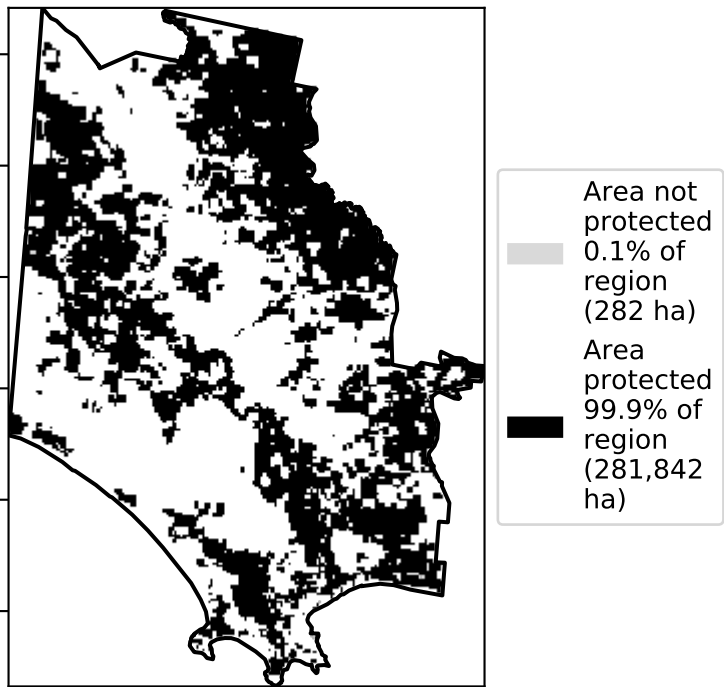 Area not
protected
0.1% of
region
(282 ha)
Area
protected
99.9% of
region
(281,842
ha)